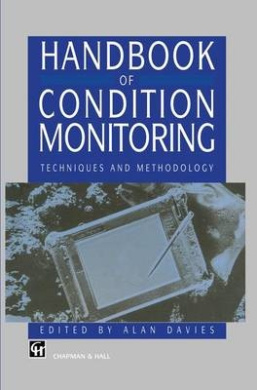 HANDBOOK
OF
CONDITION
MONITORING
TECHNIQUES AND METHODOLOGY
EDITED BY ALAN DAVIES
CHAPMAN & HALL